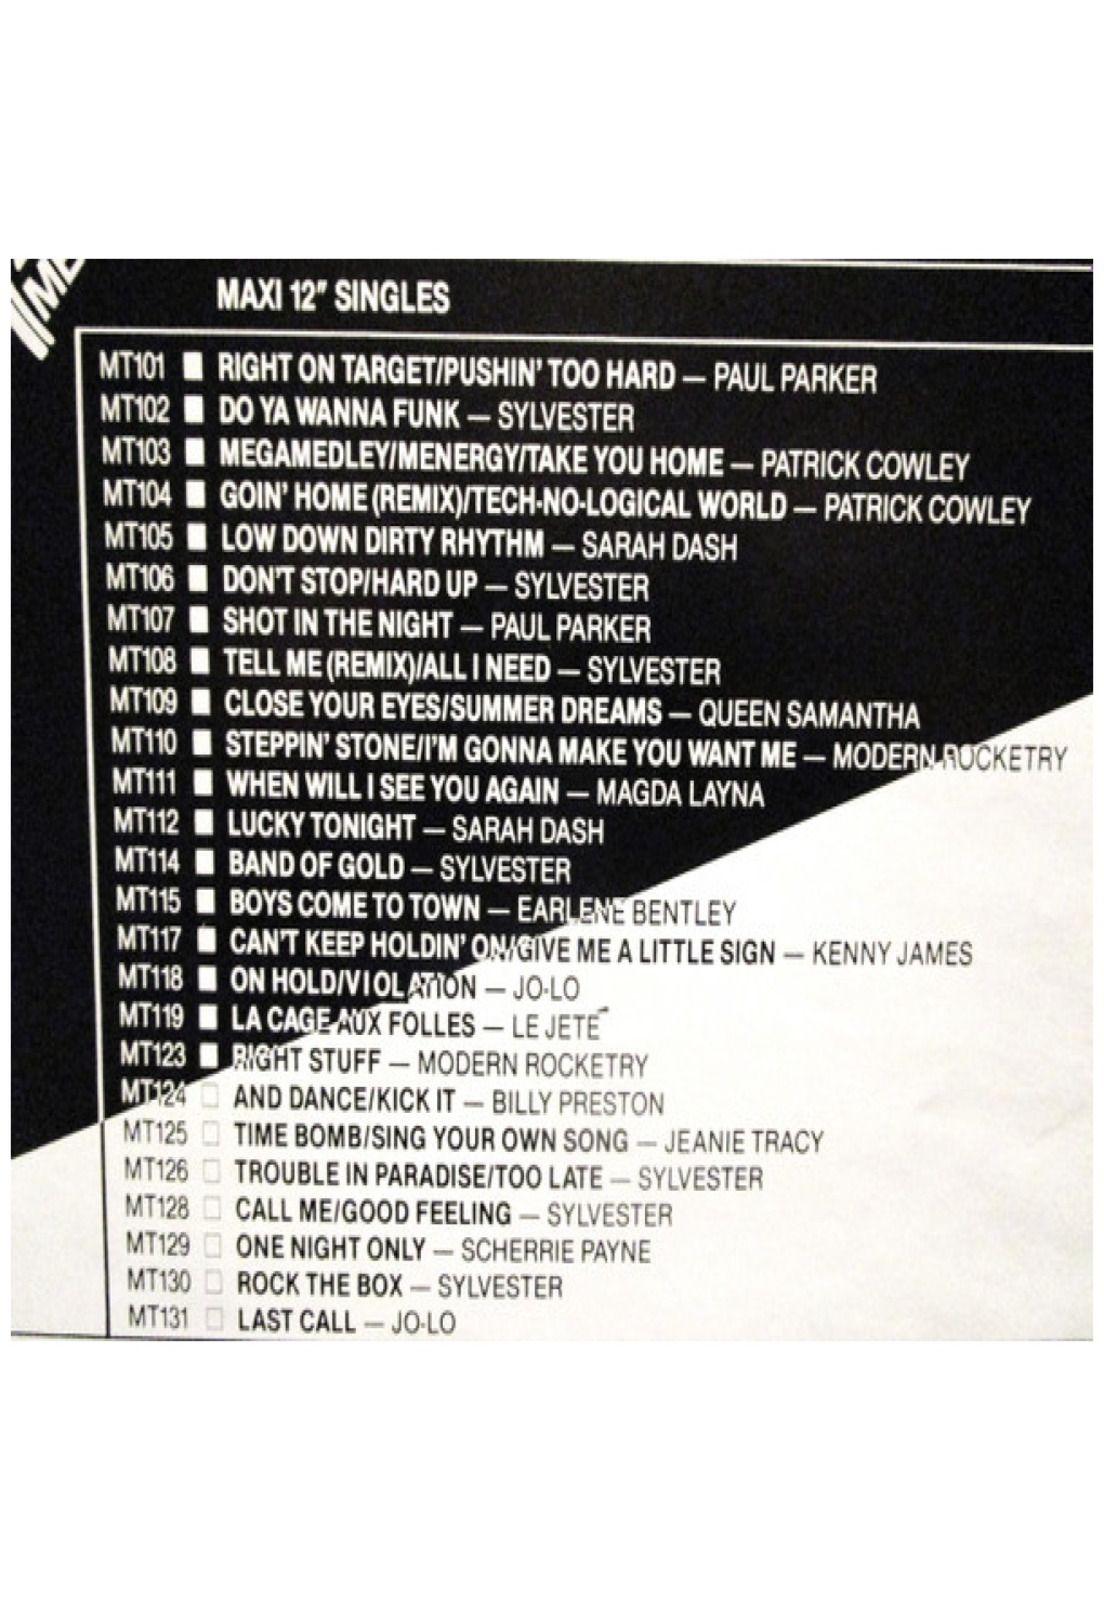 MAXI 12" SINGLES
MT101 RIGHT ON TARGET/PUSHIN' TOO HARD — PAUL PARKER
MT102 DO YA WANNA FUNK — SYLVESTER
MT103 MEGAMEDLEY/MENERGY/TAKE YOU HOME — PATRICK COWLEY
MT104 GOIN' HOME (REMIX)/TECH-NO-LOGICAL WORLD — PATRICK COWLEY
MT105 LOW DOWN DIRTY RHYTHM — SARAH DASH
MT106 DON'T STOP/HARD UP — SYLVESTER
MT107 SHOT IN THE NIGHT — PAUL PARKER
MT108 TELL ME (REMIX)/ALL I NEED — SYLVESTER
MT109 CLOSE YOUR EYES/SUMMER DREAMS — QUEEN SAMANTHA
MT110 STEPPIN' STONE/I'M GONNA MAKE YOU WANT ME — MODERN ROCKETRY
MT111 WHEN WILL I SEE YOU AGAIN — MAGDA LAYNA
MT112 LUCKY TONIGHT — SARAH DASH
MT114 BAND OF GOLD — SYLVESTER
MT115 BOYS COME TO TOWN — EARLENE BENTLEY
MT117 CAN'T KEEP HOLDIN' ON/GIVE ME A LITTLE SIGN — KENNY JAMES
MT118 ON HOLD/VIOLATION — JO-LO
MT119 LA CAGE AUX FOLLES — LE JETÉ
MT123 RIGHT STUFF — MODERN ROCKETRY
MT124 AND DANCE/KICK IT — BILLY PRESTON
MT125 TIME BOMB/SING YOUR OWN SONG — JEANIE TRACY
MT126 TROUBLE IN PARADISE/TOO LATE — SYLVESTER
MT128 CALL ME/GOOD FEELING — SYLVESTER
MT129 ONE NIGHT ONLY — SCHERRIE PAYNE
MT130 ROCK THE BOX — SYLVESTER
MT131 LAST CALL — JO-LO